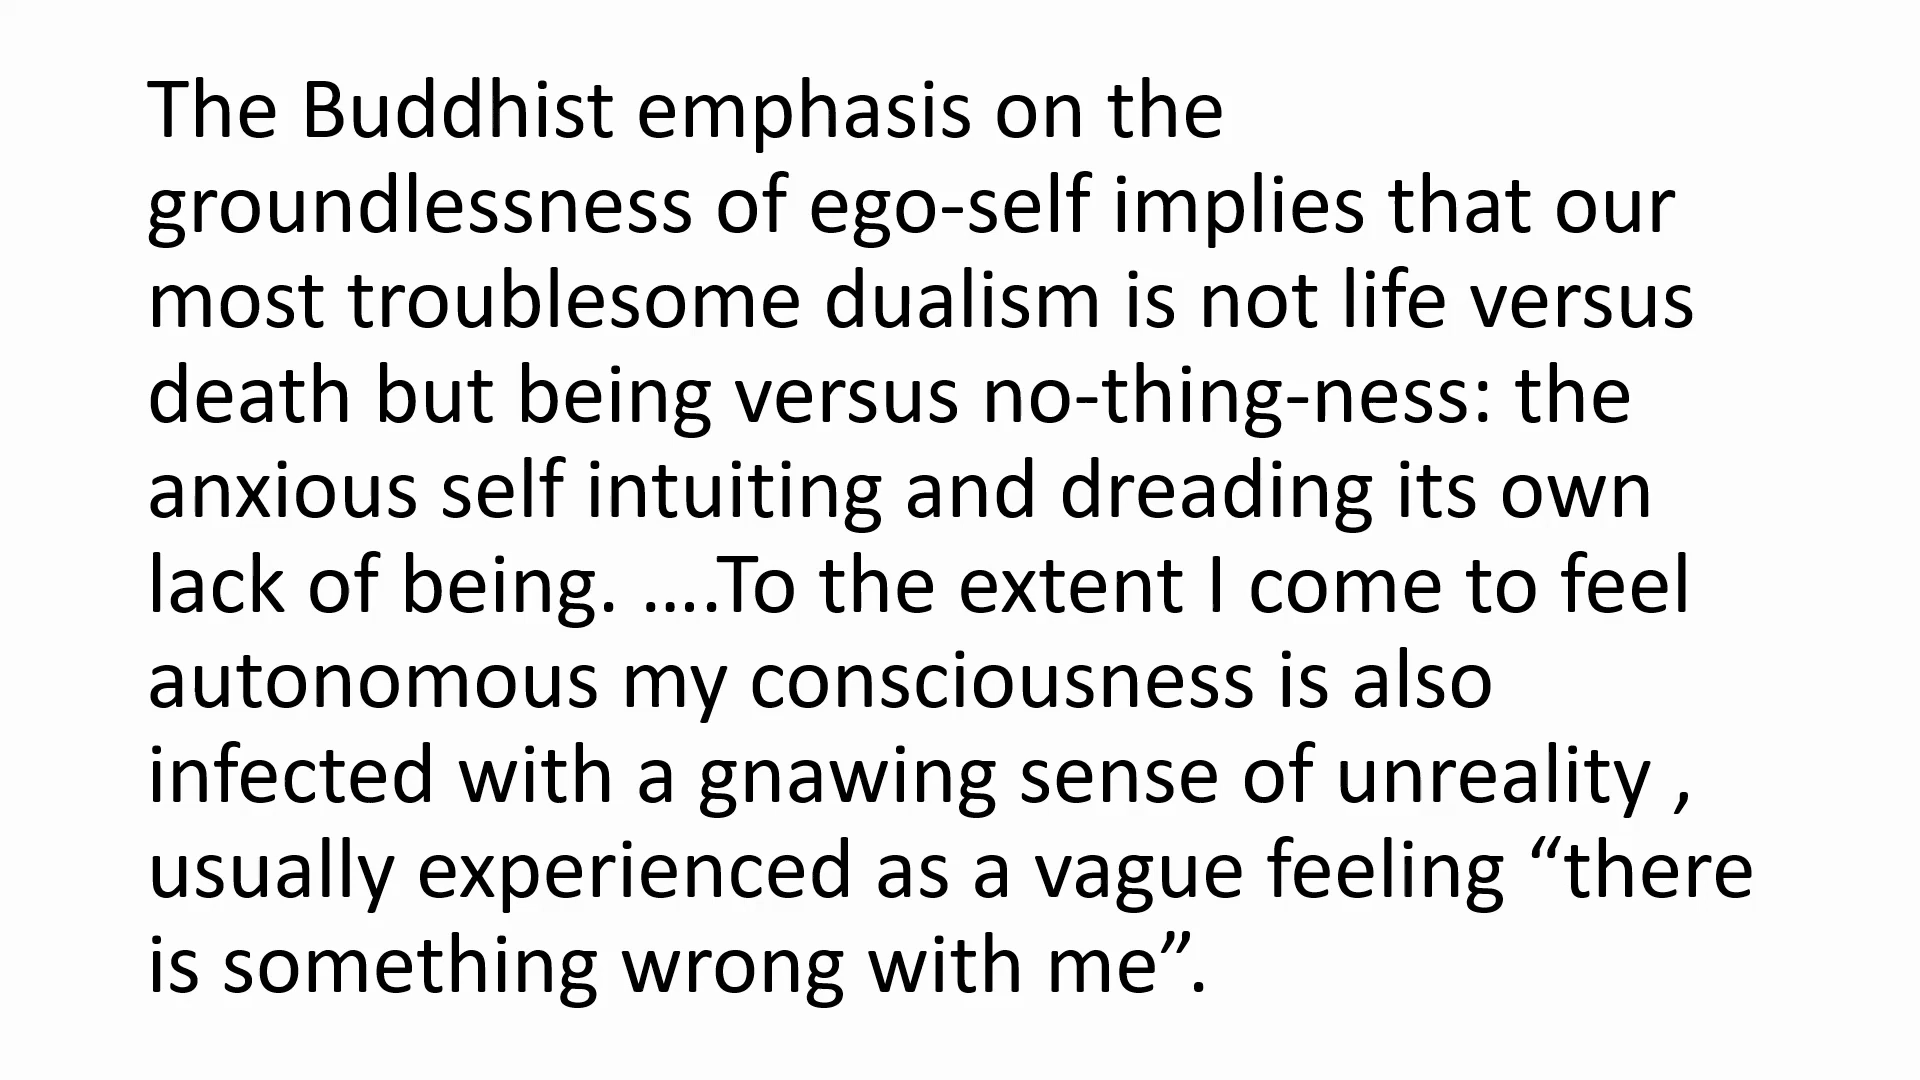 The Buddhist emphasis on the
groundlessness of ego-self implies that our
most troublesome dualism is not life versus
death but being versus no-thing-ness: the
anxious self intuiting and dreading its own
lack of being. ….To the extent I come to feel
autonomous my consciousness is also
infected with a gnawing sense of unreality ,
usually experienced as a vague feeling “there
is something wrong with me”.